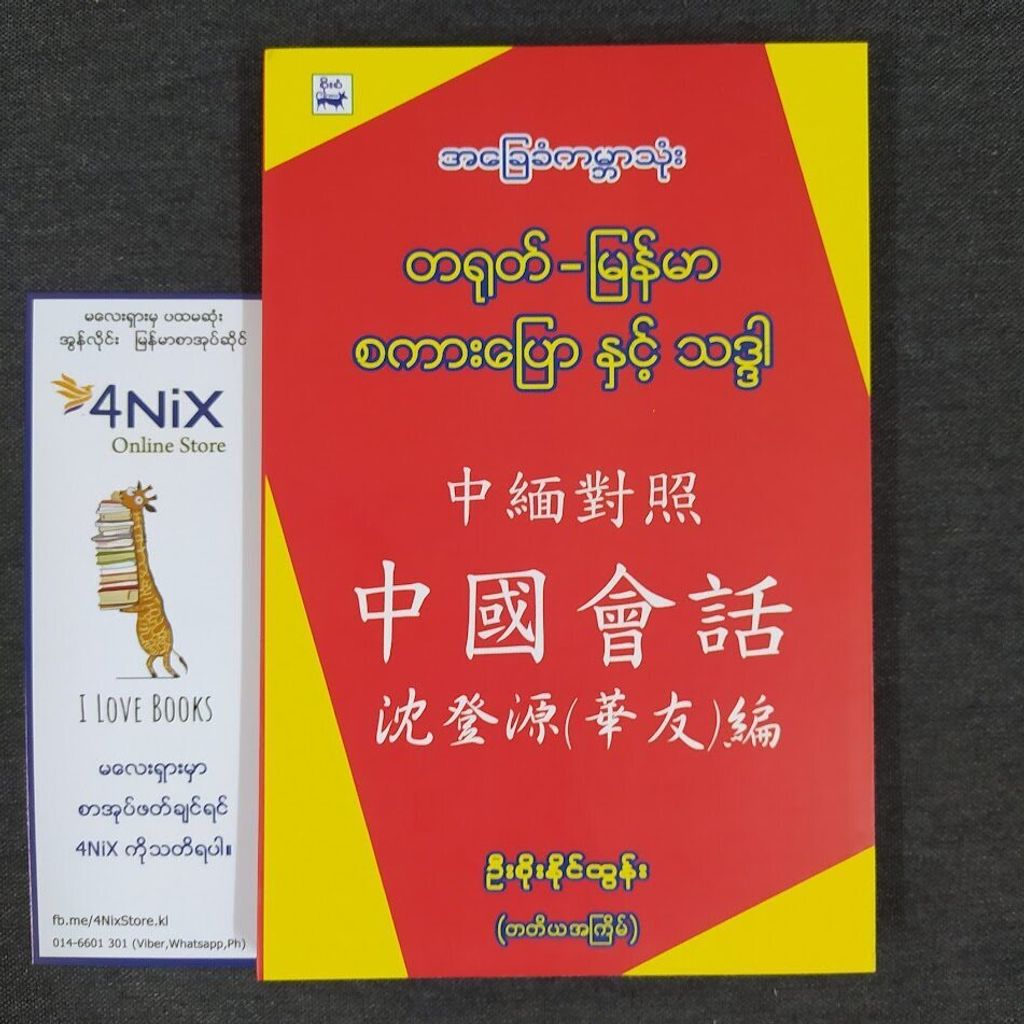 မလေးရှားမှ ပထမဆုံး
အွန်လိုင်း မြန်မာစာအုပ်ဆိုင်
4NiX
Online Store
I LOVE BOOKS
မလေးရှားမှာ
စာအုပ်ဖတ်ချင်ရင်
4NiX ကိုသတိရပါ။
fb.me/4NixStore.kl
014-6601 301 (Viber,Whatsapp,Ph)
စိုးစံ
အခြေခံကမ္ဘာသုံး
တရုတ်-မြန်မာ
စကားပြော နှင့် သဒ္ဒါ
中緬對照
中國會話
沈登源(華友)編
ဦးစိုးနိုင်ထွန်း
(တတိယအကြိမ်)